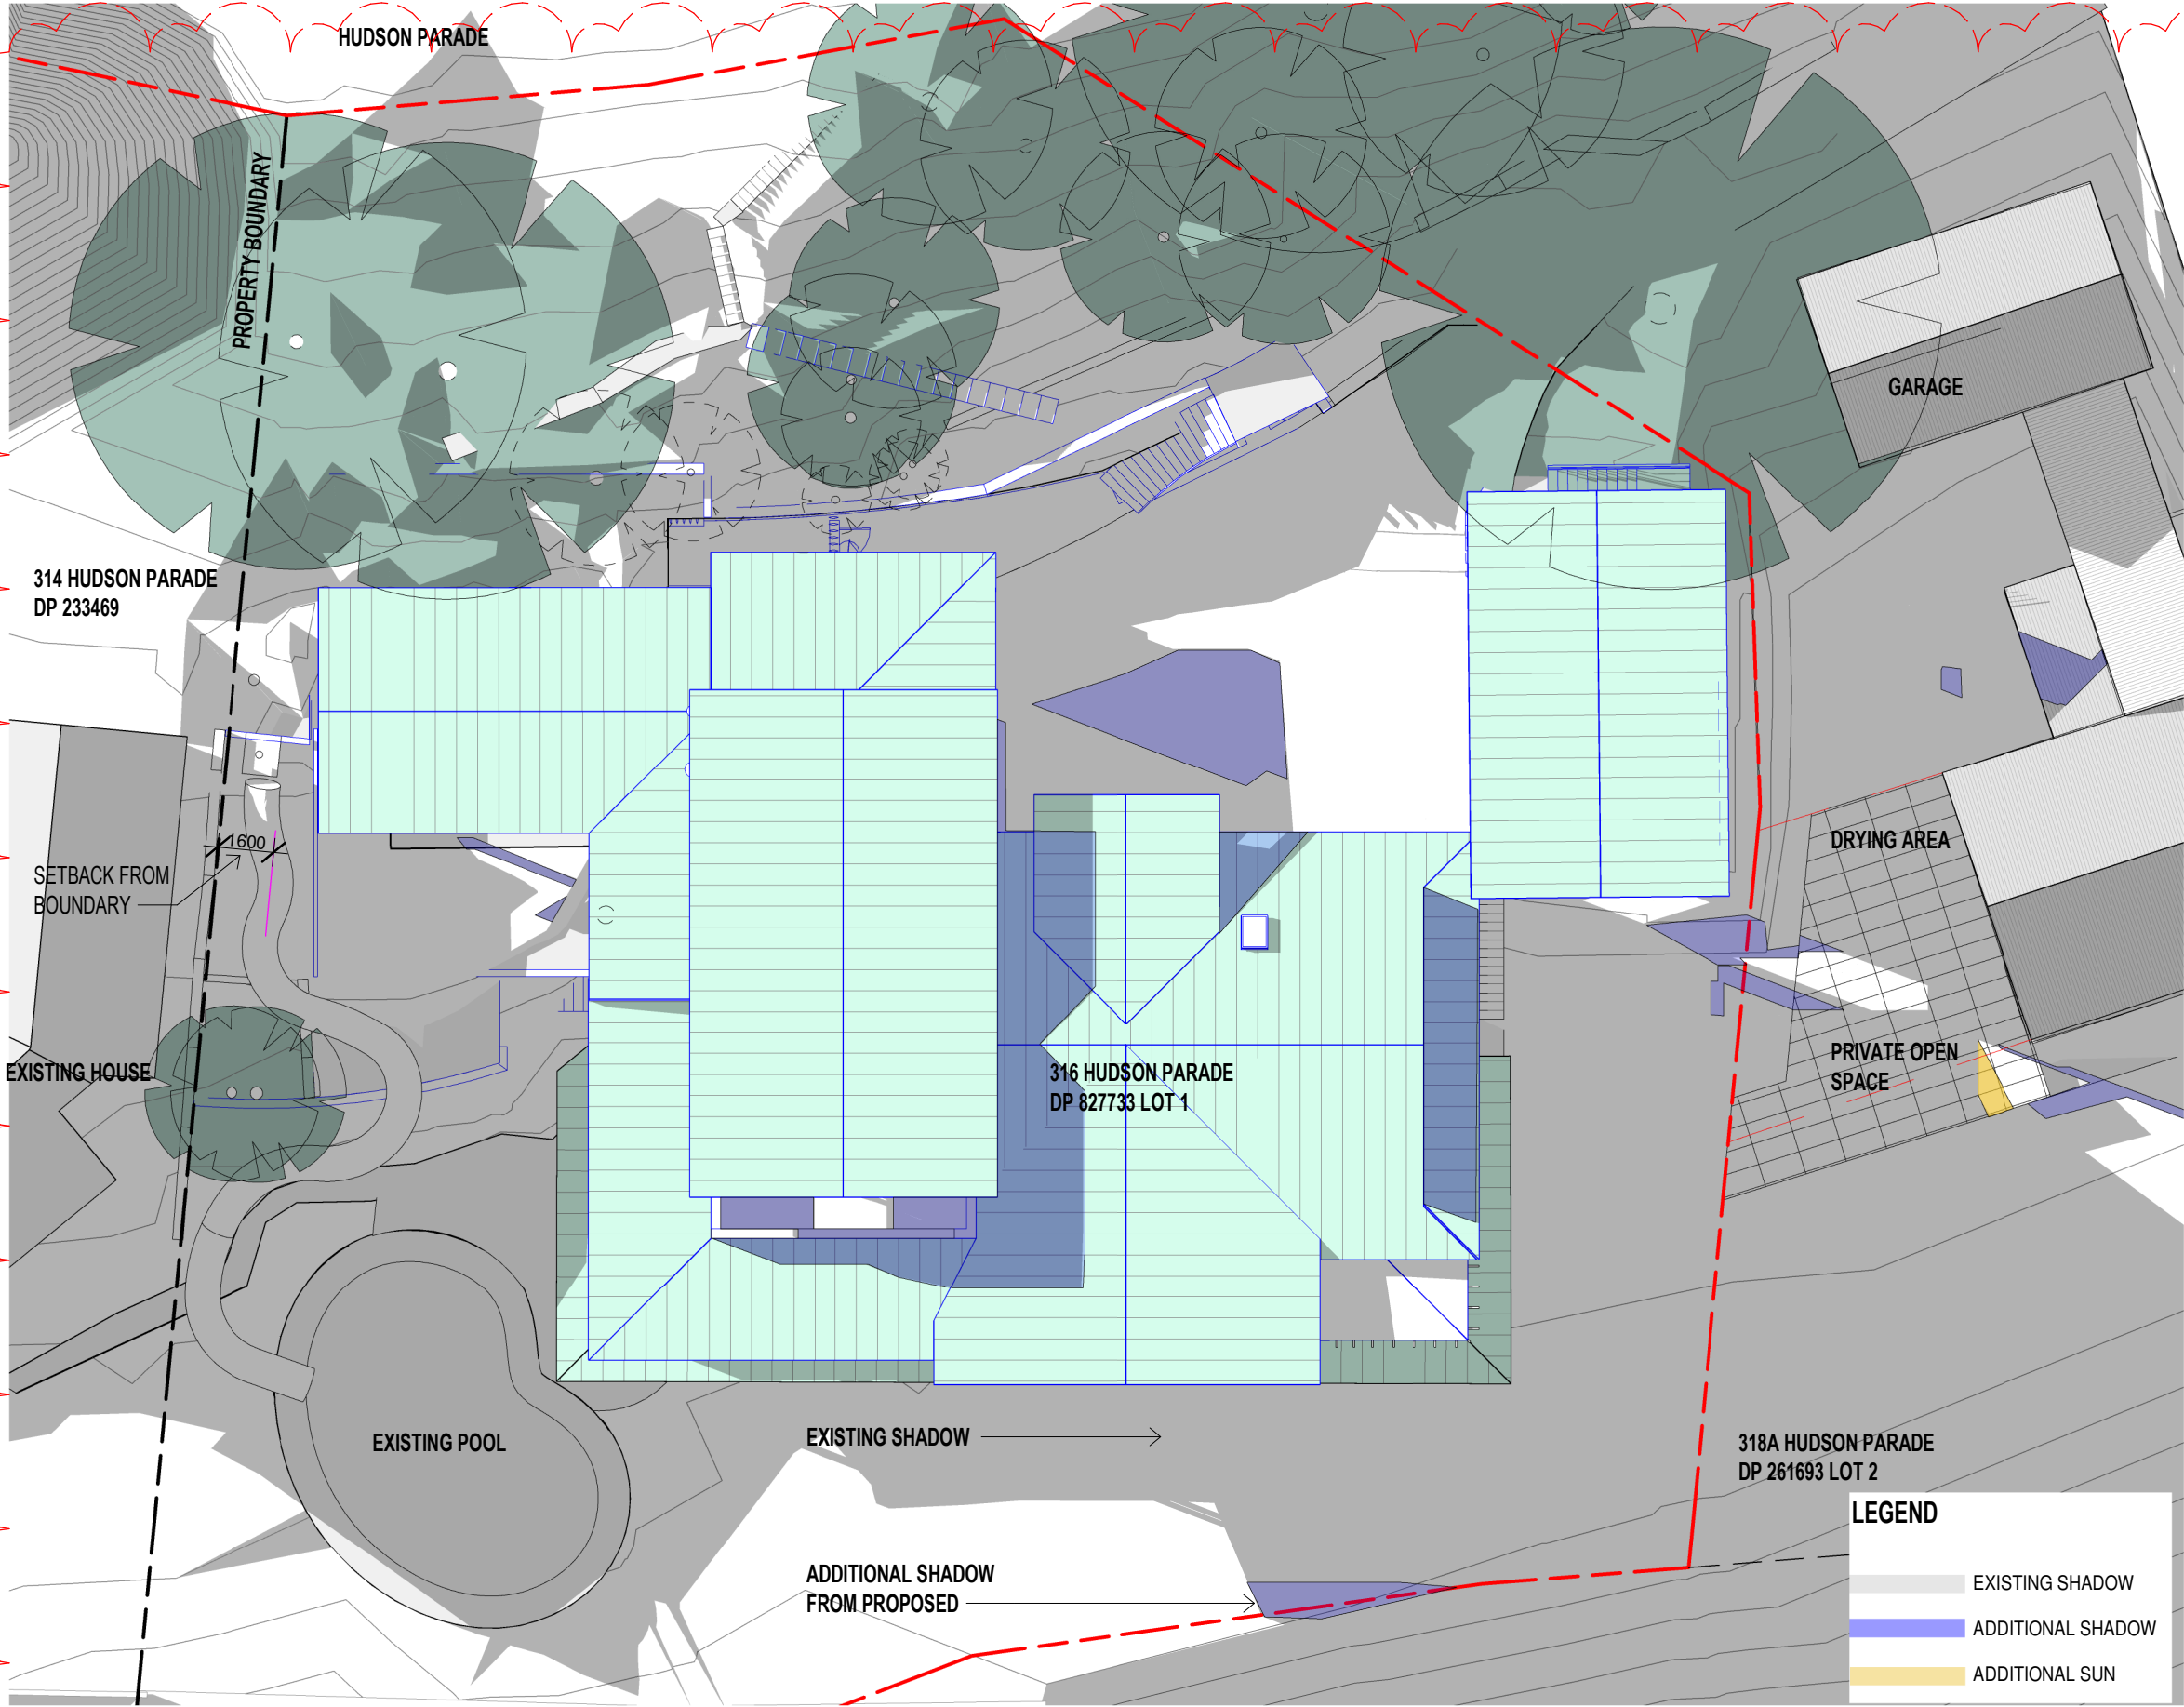 HUDSON PARADE
PROPERTY BOUNDARY
GARAGE
314 HUDSON PARADE
DP 233469
1600
SETBACK FROM
BOUNDARY
DRYING AREA
EXISTING HOUSE
316 HUDSON PARADE
DP 827733 LOT 1
PRIVATE OPEN
SPACE
EXISTING POOL
EXISTING SHADOW
318A HUDSON PARADE
DP 261693 LOT 2
ADDITIONAL SHADOW
FROM PROPOSED
LEGEND
EXISTING SHADOW
ADDITIONAL SHADOW
ADDITIONAL SUN